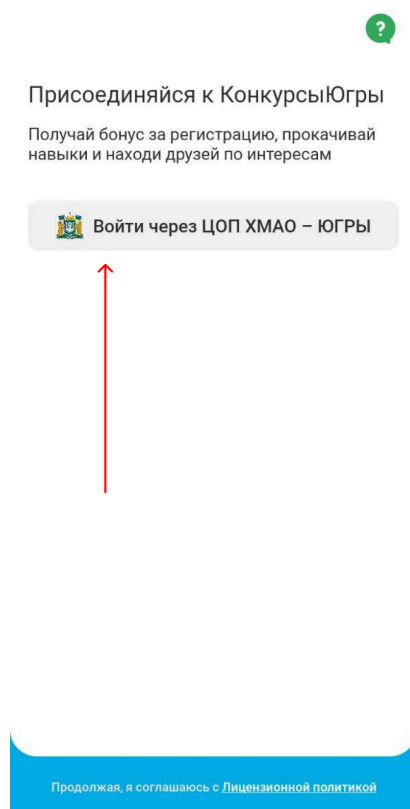 ?
Присоединяйся к КонкурсыЮгры
Получай бонус за регистрацию, прокачивай
навыки и находи друзей по интересам
Войти через ЦОП ХМАО – ЮГРЫ
Продолжая, я соглашаюсь с Лицензионной политикой